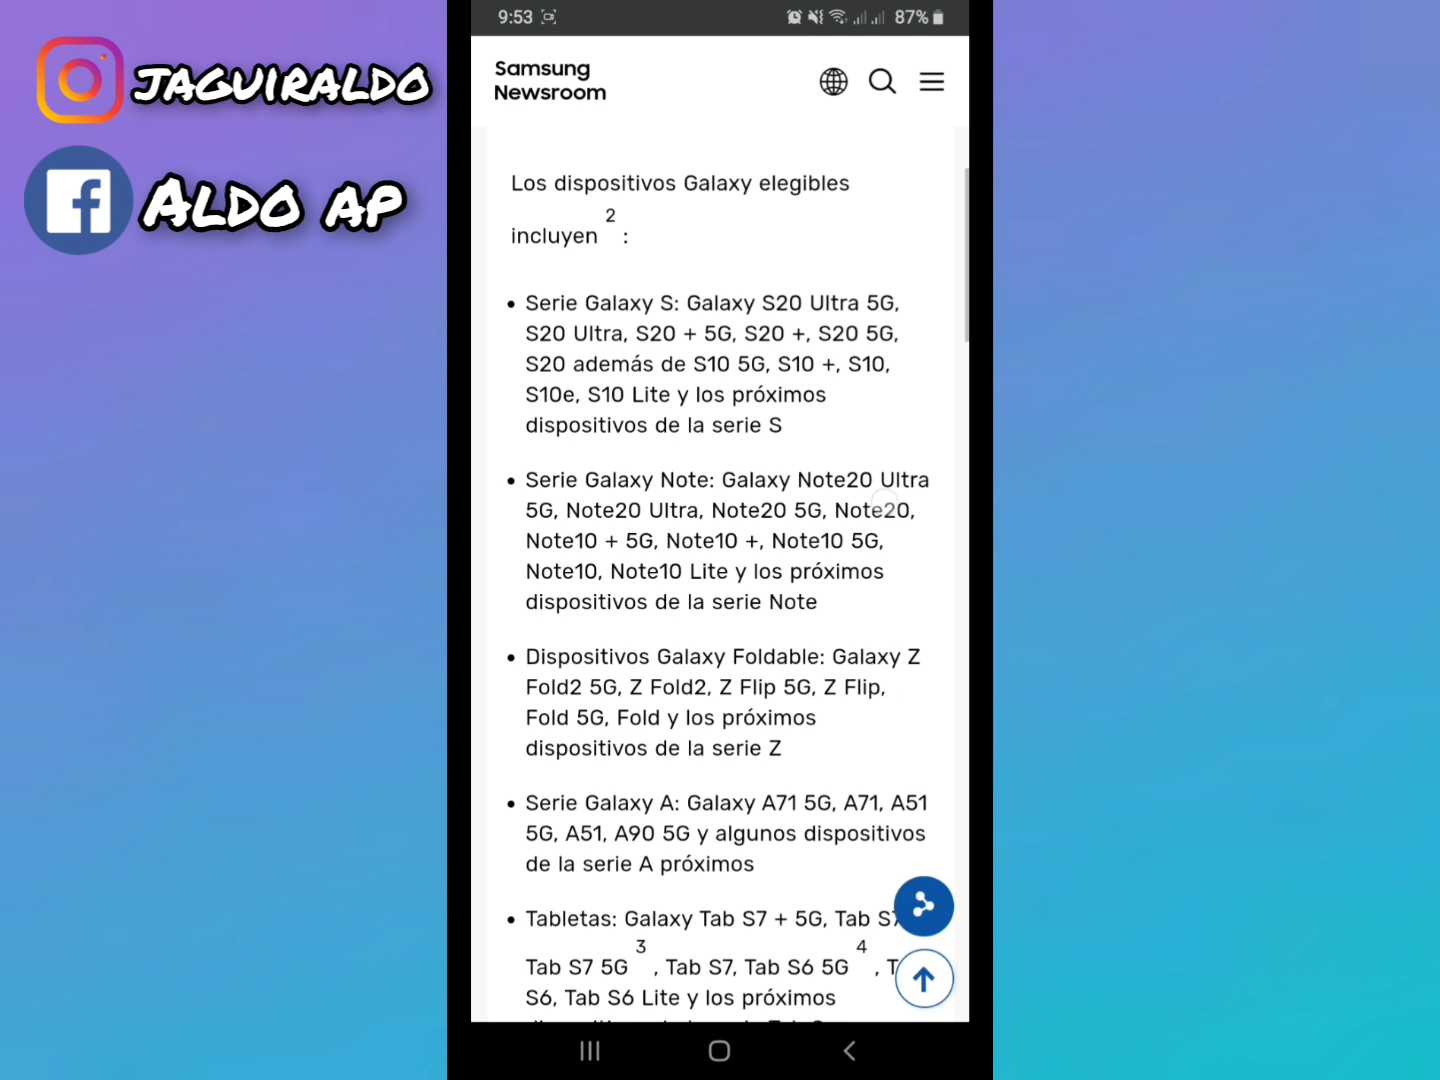 JAGUIRALDO
ALDO AP
9:53
87%
Samsung
Newsroom
Los dispositivos Galaxy elegibles
incluyen 2 :
• Serie Galaxy S: Galaxy S20 Ultra 5G,
S20 Ultra, S20 + 5G, S20 +, S20 5G,
S20 además de S10 5G, S10 +, S10,
S10e, S10 Lite y los próximos
dispositivos de la serie S
• Serie Galaxy Note: Galaxy Note20 Ultra
5G, Note20 Ultra, Note20 5G, Note20,
Note10 + 5G, Note10 +, Note10 5G,
Note10, Note10 Lite y los próximos
dispositivos de la serie Note
• Dispositivos Galaxy Foldable: Galaxy Z
Fold2 5G, Z Fold2, Z Flip 5G, Z Flip,
Fold 5G, Fold y los próximos
dispositivos de la serie Z
• Serie Galaxy A: Galaxy A71 5G, A71, A51
5G, A51, A90 5G y algunos dispositivos
de la serie A próximos
• Tabletas: Galaxy Tab S7 + 5G, Tab S7
Tab S7 5G 3 , Tab S7, Tab S6 5G 4 , T
S6, Tab S6 Lite y los próximos